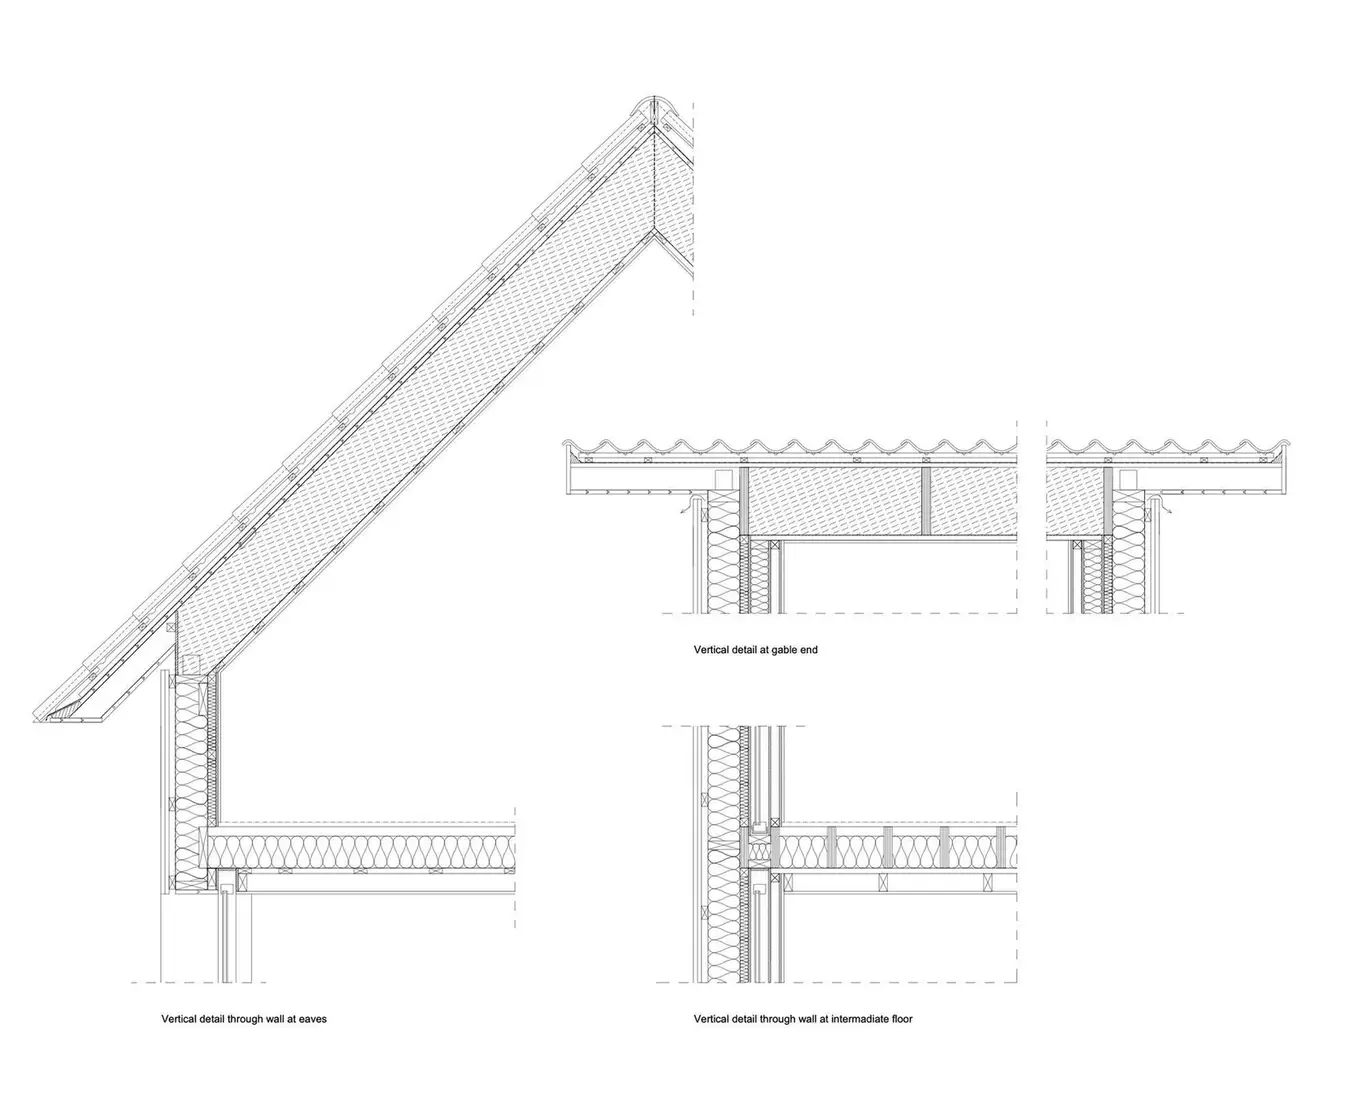 Vertical detail at gable end
Vertical detail through wall at eaves
Vertical detail through wall at intermadiate floor